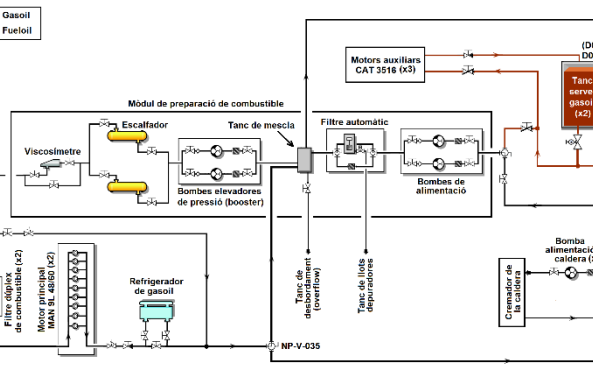 Gasoil
Fueloil
Motors auxiliars
CAT 3516 (x3)
(D
D0
Tanc
serve
gasoi
(x2)
Mòdul de preparació de combustible
Escalfador
Viscosímetre
Tanc de mescla
Filtre automàtic
Bombes elevadores
de pressió (booster)
Bombes de
alimentació
Filtre dúplex
de combustible (x2)
Motor principal
MAN 9L 48/60 (x2)
Refrigerador
de gasoil
Tanc de
desbordament
(overflow)
Tanc de llots
depuradores
NP-V-035
Cremador de
la caldera
Bomba
alimentació
caldera (x